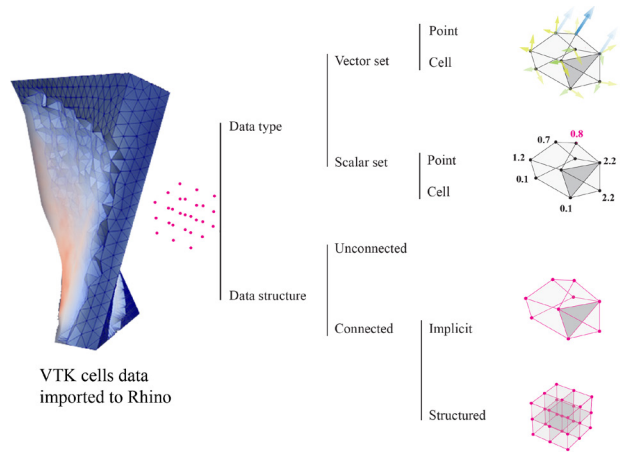 Point
Vector set
Cell
Data type
0.7
0.8
1.2
2.2
Scalar set
Point
0.1
Cell
2.2
0.1
Unconnected
Data structure
Connected
Implicit
VTK cells data
imported to Rhino
Structured